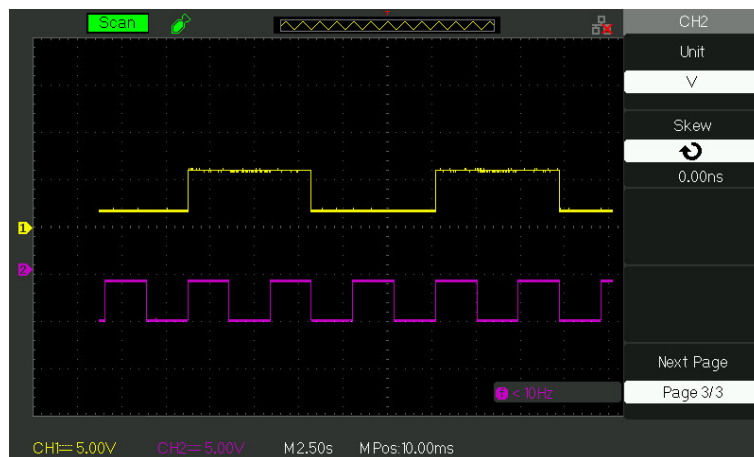 Scan
CH2
Unit
V
Skew
0.00ns
1
2
Next Page
Page 3/3
T < 10Hz
CH1 5.00V CH2 5.00V M 2.50s M Pos:10.00ms